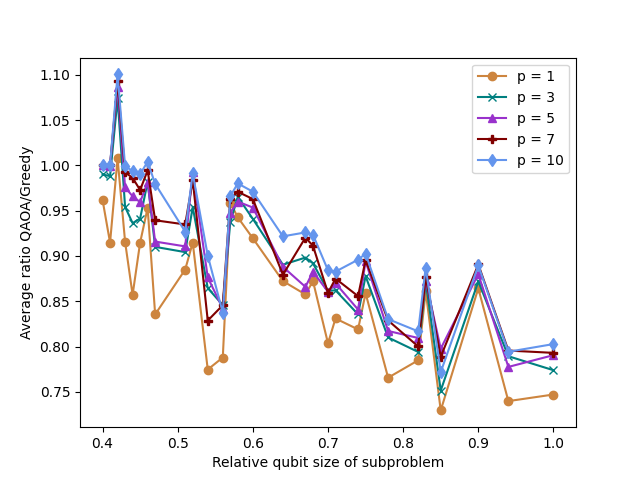 p = 1
p = 3
p = 5
p = 7
p = 10
1.10
1.05
1.00
0.95
0.90
0.85
0.80
0.75
Average ratio QAOA/Greedy
0.4 0.5 0.6 0.7 0.8 0.9 1.0
Relative qubit size of subproblem